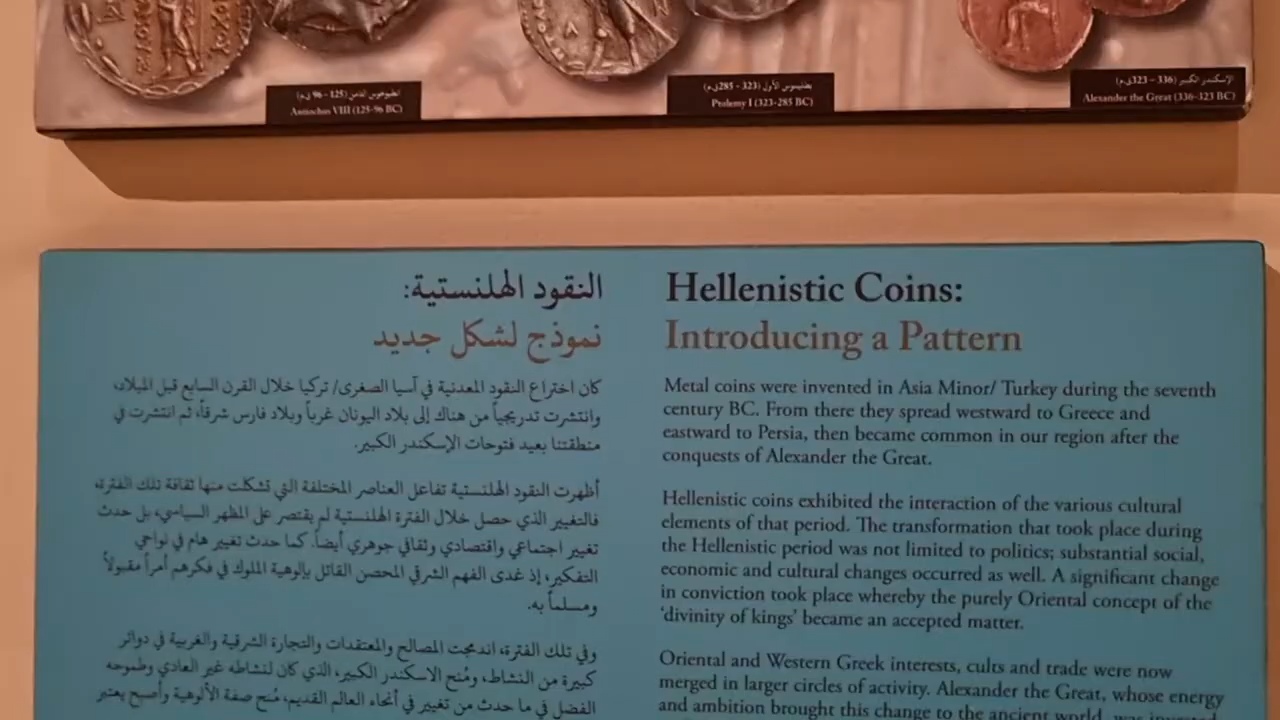 أنطيوخوس الثامن (125 - 96 ق.م)
Antiochus VIII (125-96 BC)
بطليموس الأول (323 - 285 ق.م)
Ptolemy I (323-285 BC)
الإسكندر الكبير (336 - 323 ق.م)
Alexander the Great (336-323 BC)
النقود الهلنستية:
نموذج لشكل جديد
كان اختراع النقود المعدنية في آسيا الصغرى/ تركيا خلال القرن السابع قبل الميلاد،
وانتشرت تدريجياً من هناك إلى بلاد اليونان غرباً وبلاد فارس شرقاً، ثم انتشرت في
منطقتنا بعيد فتوحات الإسكندر الكبير.
أظهرت النقود الهلنستية تفاعل العناصر المختلفة التي تشكلت منها ثقافة تلك الفترة،
فالتغيير الذي حصل خلال الفترة الهلنستية لم يقتصر على المظهر السياسي، بل حدث
تغيير اجتماعي واقتصادي وثقافي جوهري أيضاً. كما حدث تغيير هام في نواحي
التفكير، إذ غدى الفهم الشرقي المحصن القائل بإلوهية الملوك في فكرهم أمراً مقبولاً
ومسلماً به.
وفي تلك الفترة، اندمجت المصالح والمعتقدات والتجارة الشرقية والغربية في دوائر
كبيرة من النشاط، ومُنح الاسكندر الكبير، الذي كان لنشاطه غير العادي وطموحه
الفضل في ما حدث من تغيير في أنحاء العالم القديم، مُنح صفة الألوهية وأصبح يعتبر
Hellenistic Coins:
Introducing a Pattern
Metal coins were invented in Asia Minor/ Turkey during the seventh
century BC. From there they spread westward to Greece and
eastward to Persia, then became common in our region after the
conquests of Alexander the Great.
Hellenistic coins exhibited the interaction of the various cultural
elements of that period. The transformation that took place during
the Hellenistic period was not limited to politics; substantial social,
economic and cultural changes occurred as well. A significant change
in conviction took place whereby the purely Oriental concept of the
'divinity of kings' became an accepted matter.
Oriental and Western Greek interests, cults and trade were now
merged in larger circles of activity. Alexander the Great, whose energy
and ambition brought this change to the ancient world, was